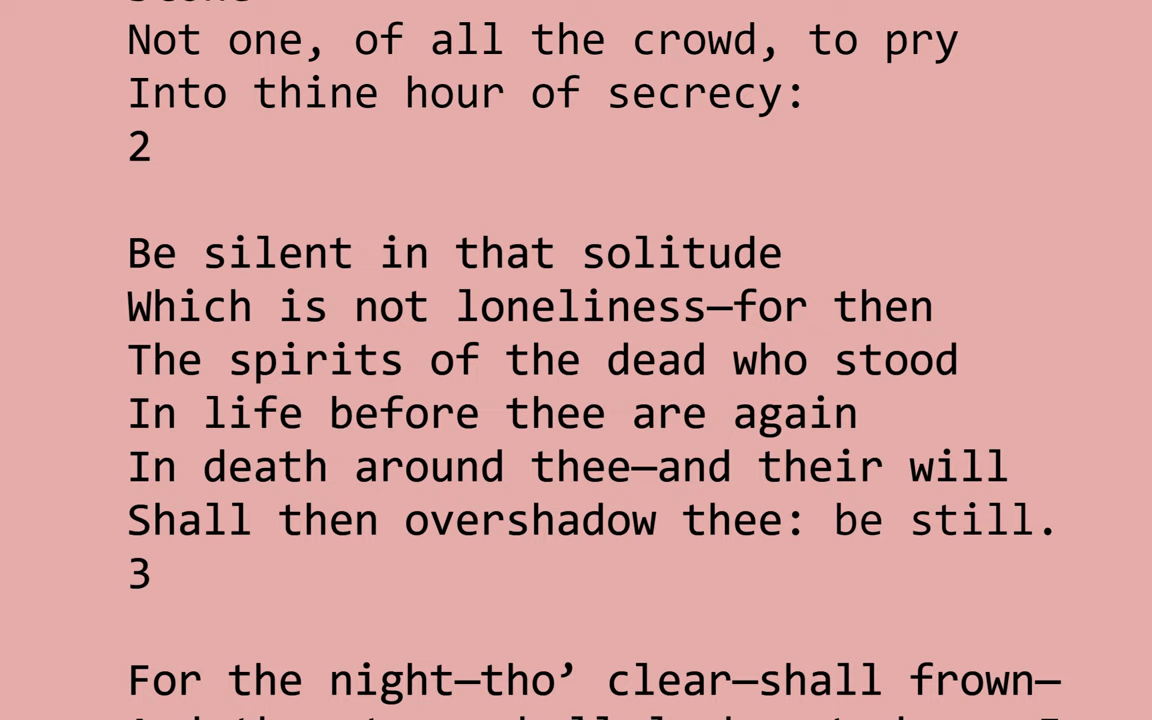 Not one, of all the crowd, to pry
Into thine hour of secrecy:
2
Be silent in that solitude
Which is not loneliness—for then
The spirits of the dead who stood
In life before thee are again
In death around thee—and their will
Shall then overshadow thee: be still.
3
For the night—tho’ clear—shall frown—